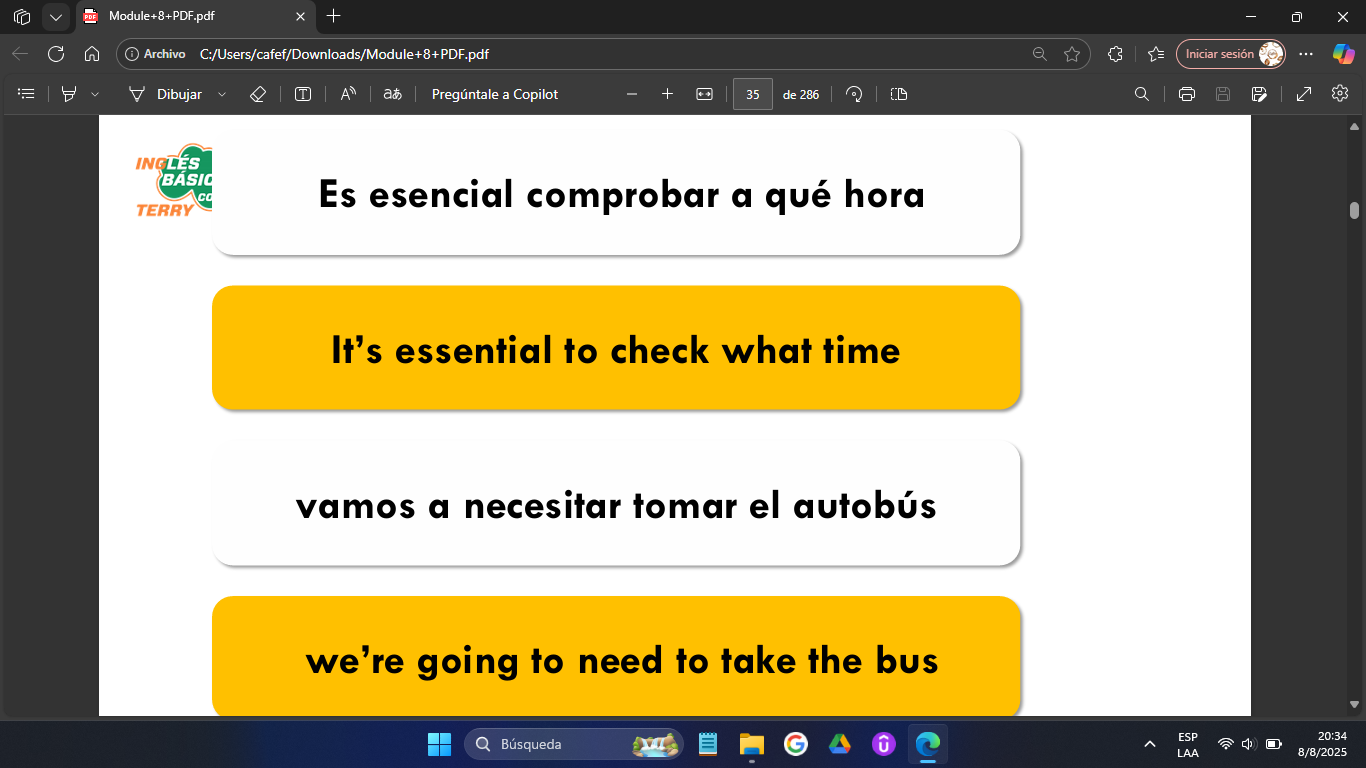 Module+8+PDF.pdf
Archivo C:/Users/cafef/Downloads/Module+8+PDF.pdf
Iniciar sesión
Dibujar
Pregúntale a Copilot
35 de 286
INGLÉS
BÁSIC
CO
TERRY
Es esencial comprobar a qué hora
It's essential to check what time
vamos a necesitar tomar el autobús
we're going to need to take the bus
Búsqueda
ESP
LAA
20:34
8/8/2025